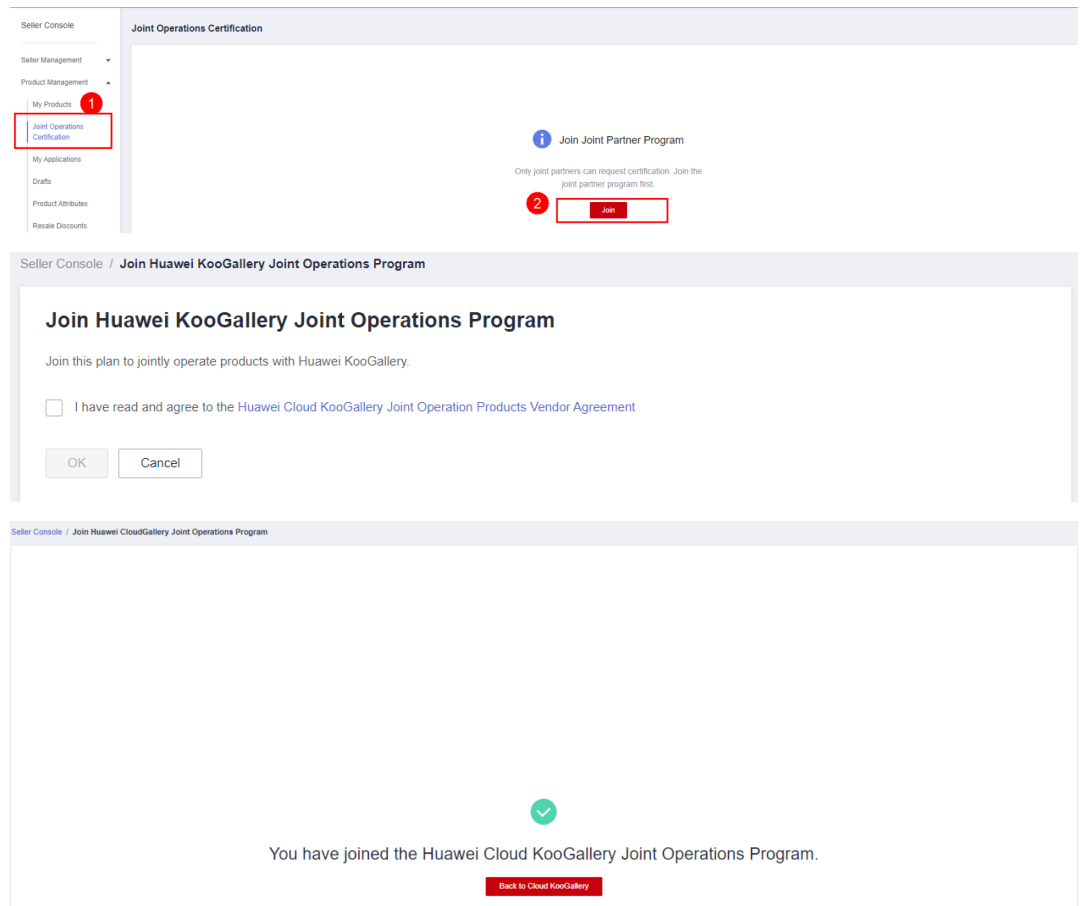 Seller Console
Joint Operations Certification
Seller Management
Product Management
My Products
1
Joint Operations
Certification
My Applications
Drafts
Product Attributes
Resale Discounts
Join Joint Partner Program
Only joint partners can request certification. Join the
joint partner program first.
2
Join
Seller Console / Join Huawei KooGallery Joint Operations Program
Join Huawei KooGallery Joint Operations Program
Join this plan to jointly operate products with Huawei KooGallery.
I have read and agree to the Huawei Cloud KooGallery Joint Operation Products Vendor Agreement
OK
Cancel
Seller Console / Join Huawei CloudGallery Joint Operations Program
You have joined the Huawei Cloud KooGallery Joint Operations Program.
Back to Cloud KooGallery